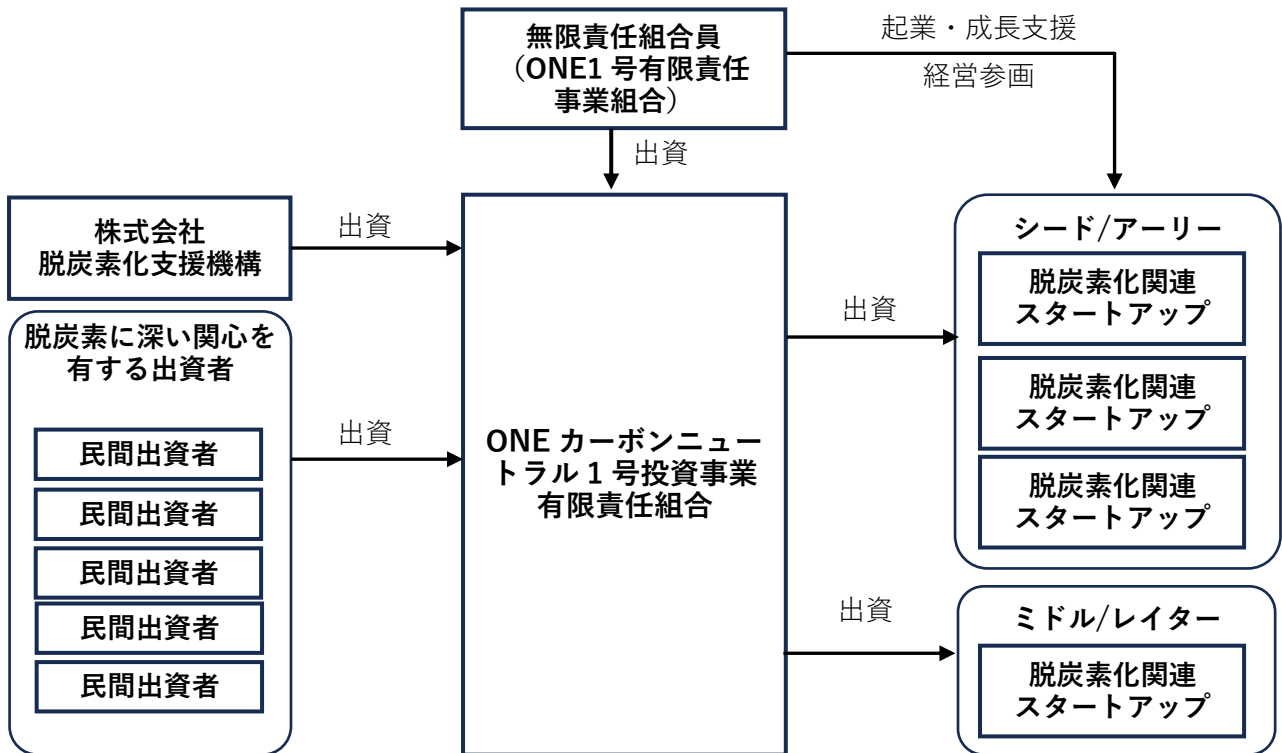 無限責任組合員
（ONE1 号有限責任
事業組合）
起業・成長支援
経営参画
出資
株式会社
脱炭素化支援機構
出資
脱炭素に深い関心を
有する出資者
民間出資者
民間出資者
民間出資者
民間出資者
民間出資者
出資
ONE カーボンニュー
トラル 1 号投資事業
有限責任組合
出資
シード/アーリー
脱炭素化関連
スタートアップ
脱炭素化関連
スタートアップ
脱炭素化関連
スタートアップ
出資
ミドル/レイター
脱炭素化関連
スタートアップ